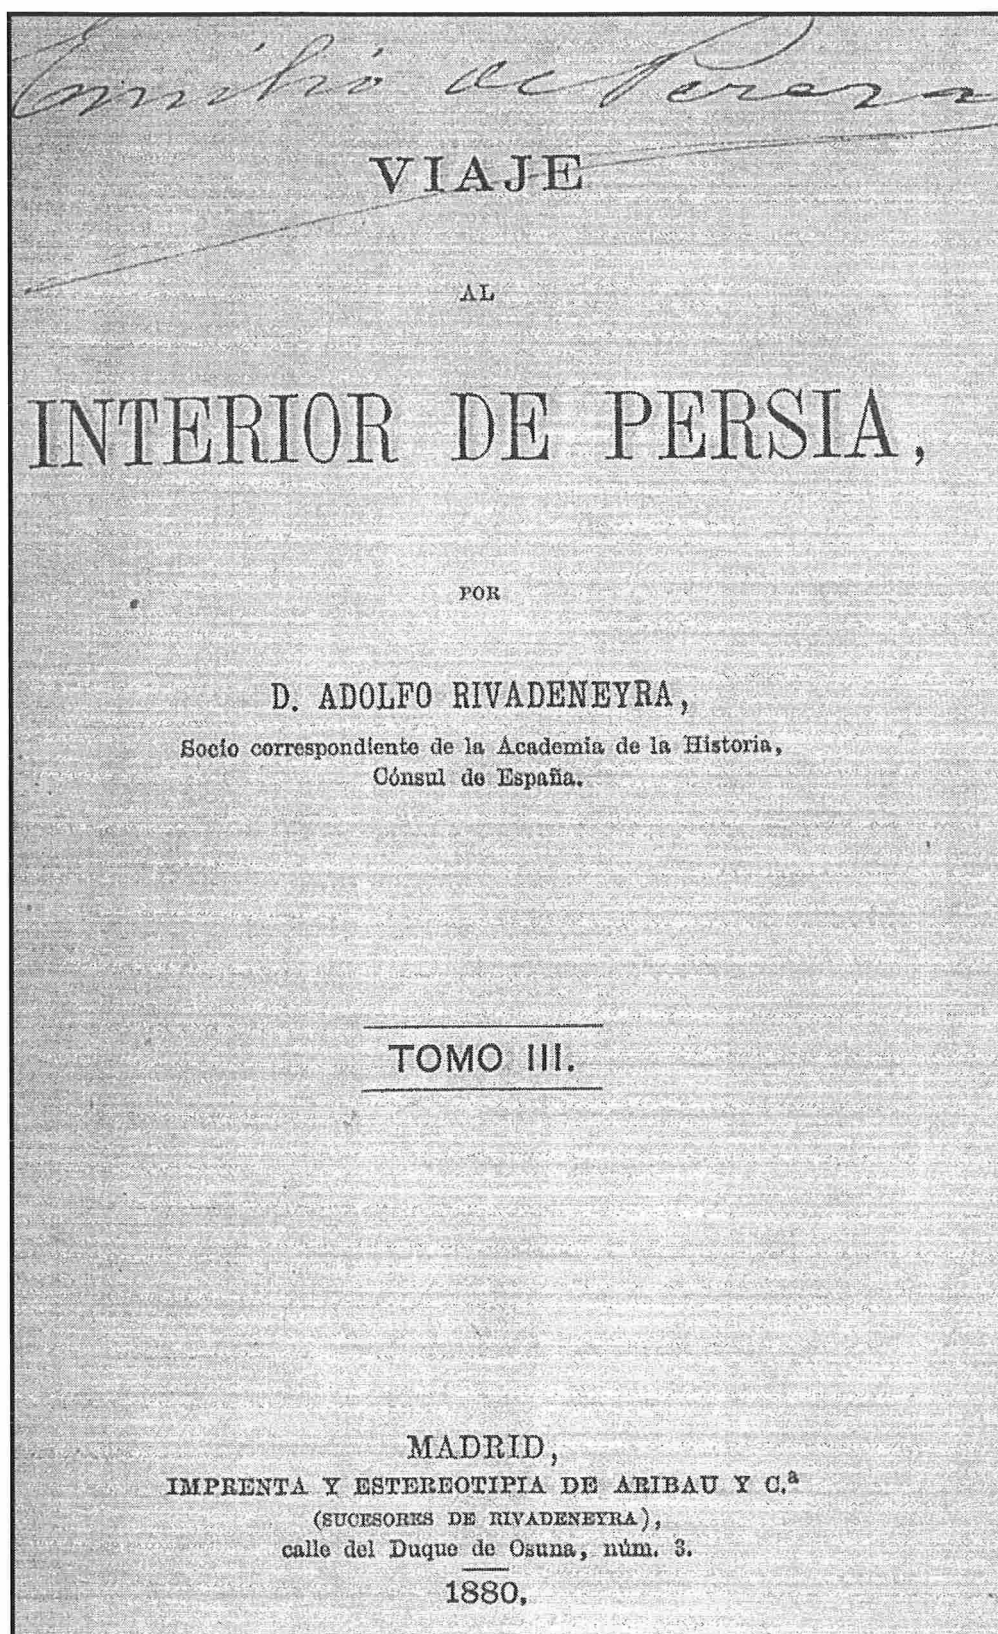 Emilio de Perera
VIAJE
AL
INTERIOR DE PERSIA,
POR
D. ADOLFO RIVADENEYRA,
Socio correspondiente de la Academia de la Historia,
Cónsul de España.
TOMO III.
MADRID,
IMPRENTA Y ESTEREOTIPIA DE ARIBAU Y C.ª
(SUCESORES DE RIVADENEYRA),
calle del Duque de Osuna, núm. 3.
1880.